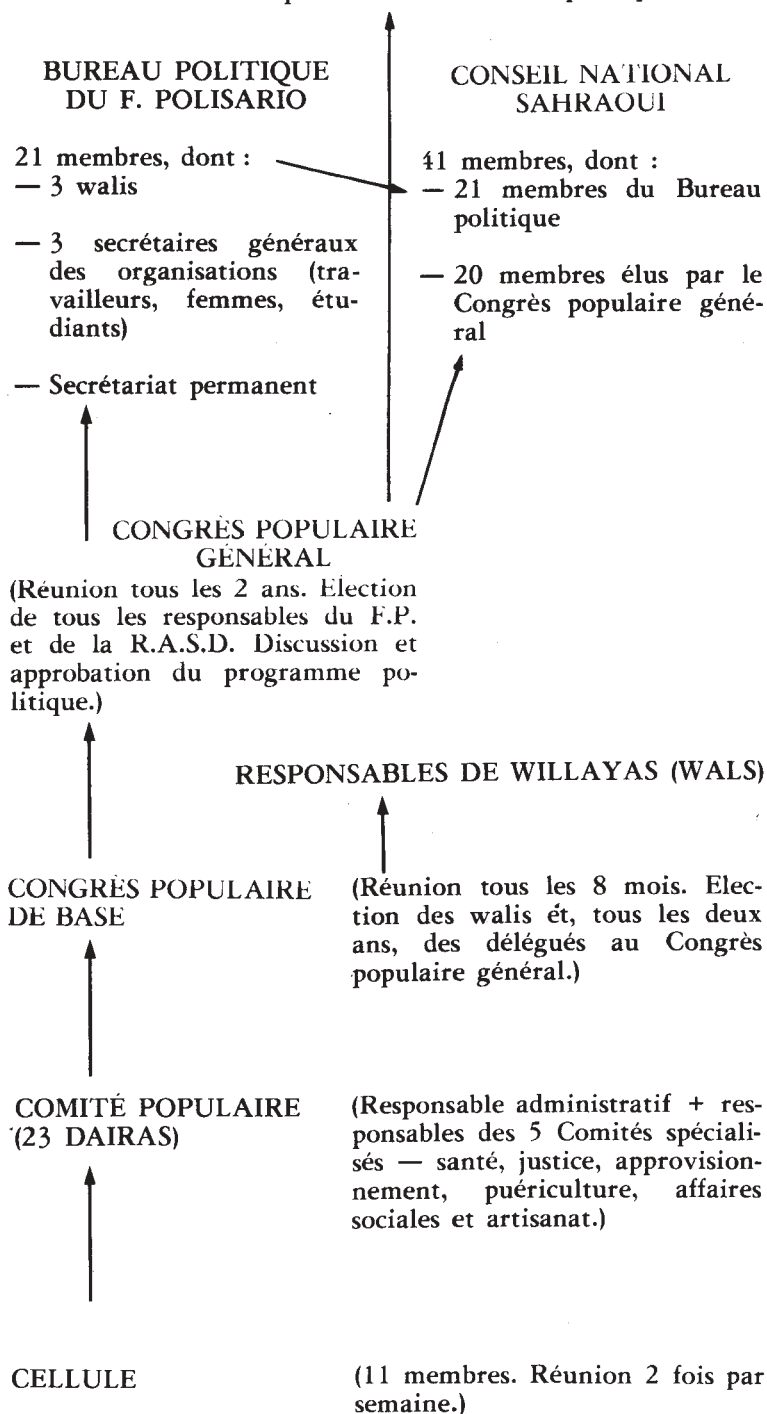 BUREAU POLITIQUE
DU F. POLISARIO
21 membres, dont :
— 3 walis
— 3 secrétaires généraux
des organisations (tra-
vailleurs, femmes, étu-
diants)
— Secrétariat permanent
CONSEIL NATIONAL
SAHRAOUI
41 membres, dont :
— 21 membres du Bureau
politique
— 20 membres élus par le
Congrès populaire géné-
ral
CONGRÈS POPULAIRE
GÉNÉRAL
(Réunion tous les 2 ans. Election
de tous les responsables du F.P.
et de la R.A.S.D. Discussion et
approbation du programme po-
litique.)
RESPONSABLES DE WILLAYAS (WALS)
CONGRÈS POPULAIRE
DE BASE
(Réunion tous les 8 mois. Elec-
tion des walis ét, tous les deux
ans, des délégués au Congrès
populaire général.)
COMITÉ POPULAIRE
(23 DAIRAS)
(Responsable administratif + res-
ponsables des 5 Comités spéciali-
sés — santé, justice, approvision-
nement, puériculture, affaires
sociales et artisanat.)
CELLULE
(11 membres. Réunion 2 fois par
semaine.)